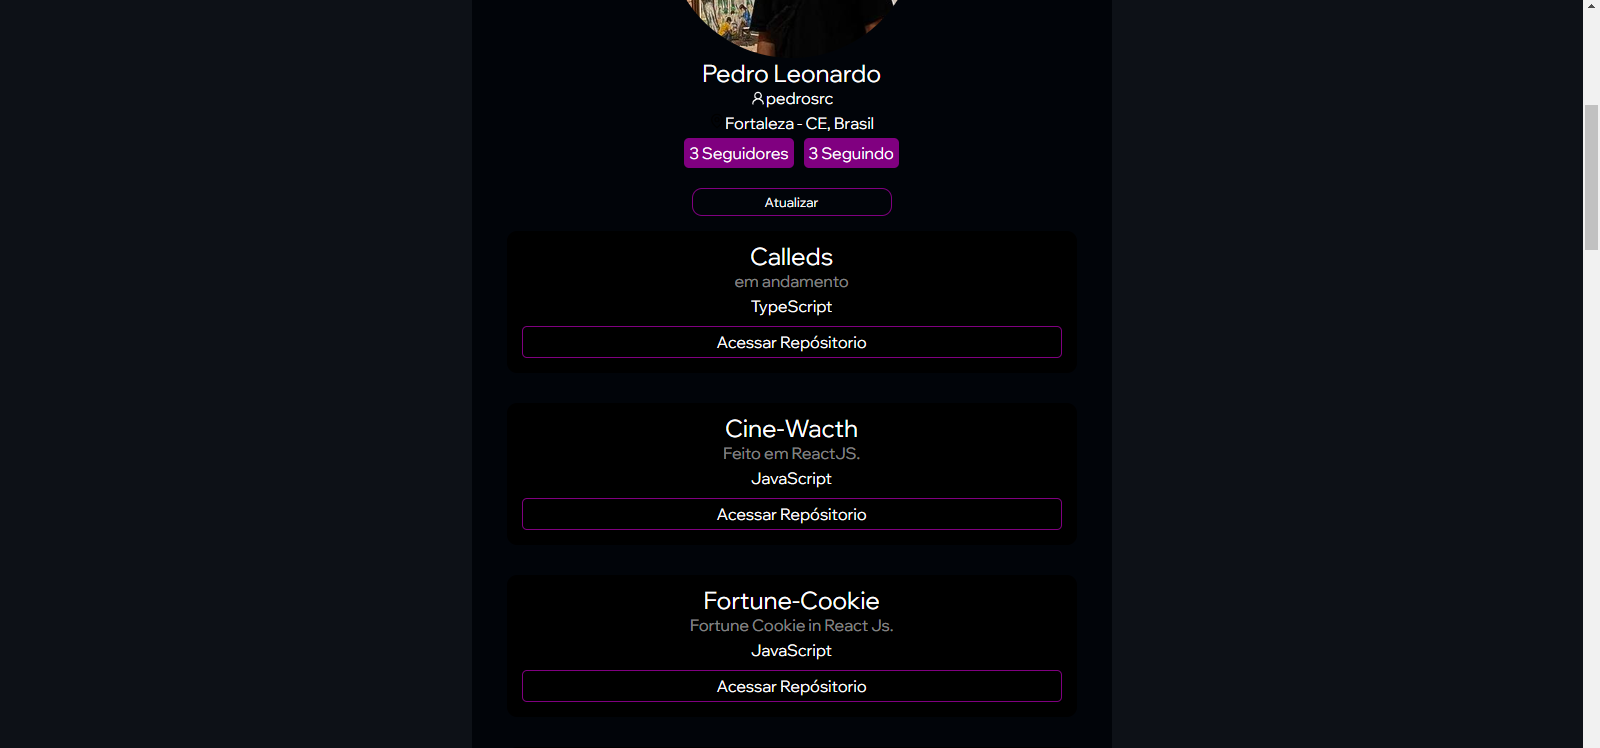 Pedro Leonardo
pedrosrc
Fortaleza - CE, Brasil
3 Seguidores 3 Seguindo
Atualizar
Calleds
em andamento
TypeScript
Acessar Repósitorio
Cine-Wacth
Feito em ReactJS.
JavaScript
Acessar Repósitorio
Fortune-Cookie
Fortune Cookie in React Js.
JavaScript
Acessar Repósitorio